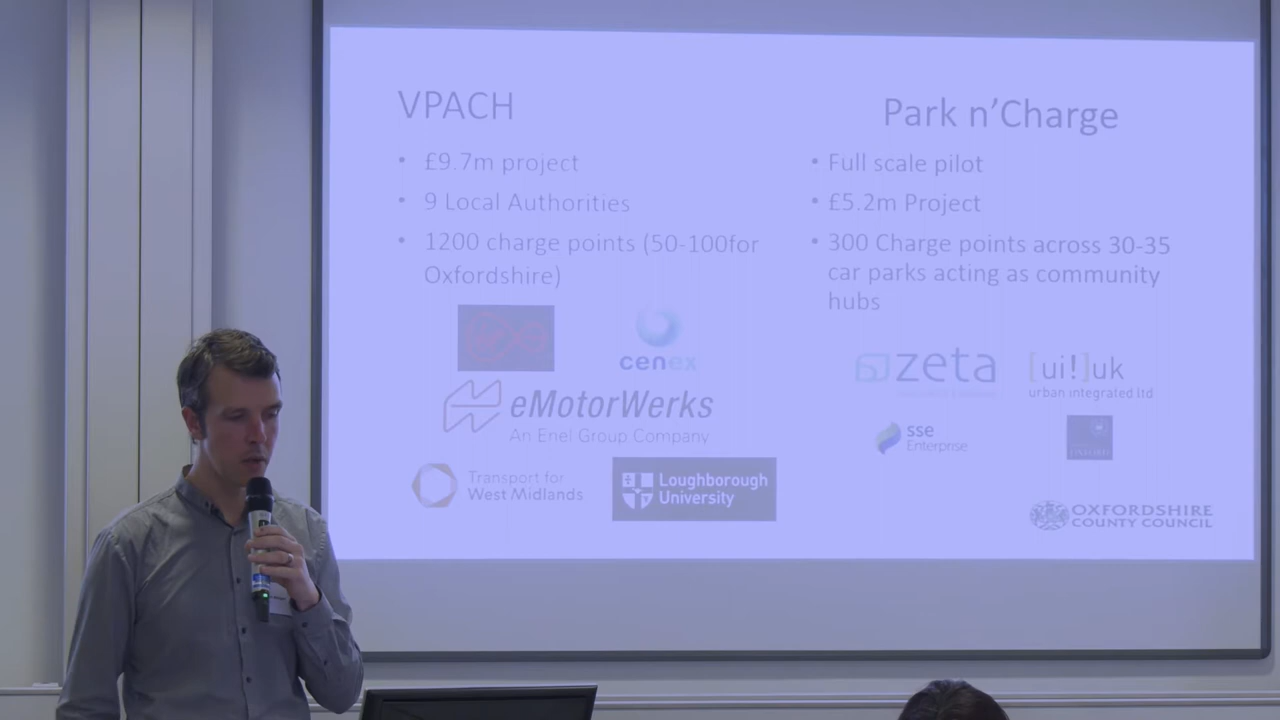 VPACH
• £9.7m project
• 9 Local Authorities
• 1200 charge points (50-100for
Oxfordshire)
cenex
eMotorWerks
An Enel Group Company
Transport for
West Midlands
Loughborough
University
Park n'Charge
• Full scale pilot
• £5.2m Project
• 300 Charge points across 30-35
car parks acting as community
hubs
zeta
[ui!]uk
urban integrated ltd
sse
Enterprise
OXFORD
OXFORDSHIRE
COUNTY COUNCIL